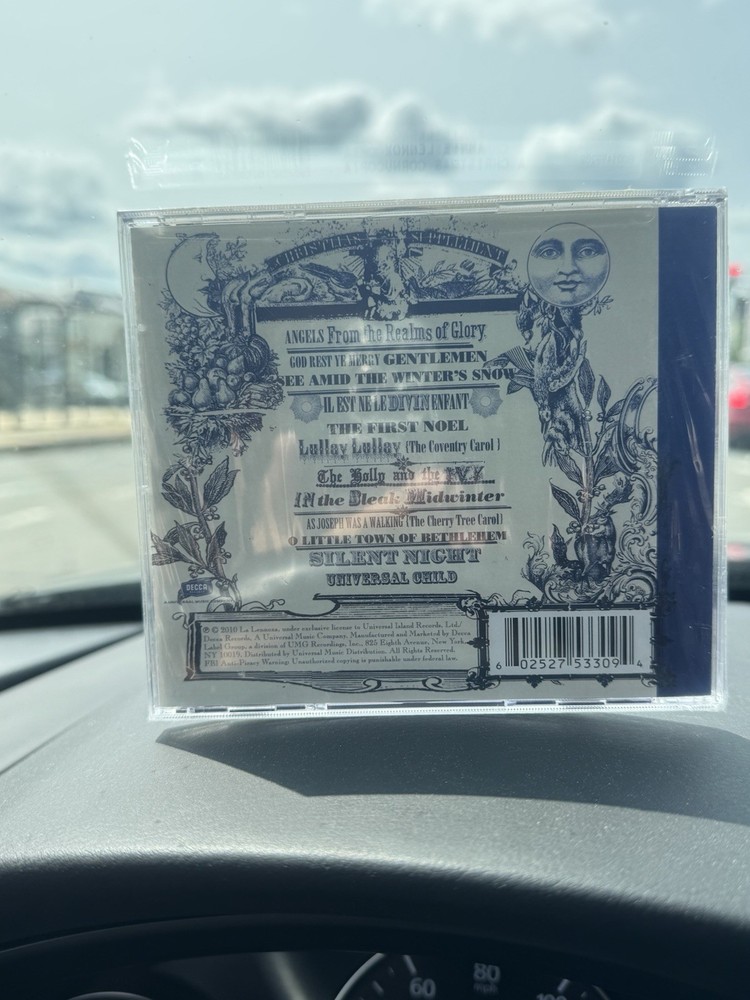 CHRISTMAS SUPPLEMENT
ANGELS From the Realms of Glory
GOD REST YE MERRY GENTLEMEN
SEE AMID THE WINTER'S SNOW
IL EST NE LE DIVIN ENFANT
THE FIRST NOEL
Lullay Lullay (The Coventry Carol)
The Holly and the IVY
IN the Bleak Midwinter
AS JOSEPH WAS A WALKING (The Cherry Tree Carol)
O LITTLE TOWN OF BETHLEHEM
SILENT NIGHT
UNIVERSAL CHILD
DECCA
℗ © 2010 La Lennoxa, under exclusive license to Universal Island Records, Ltd/
Decca Records. A Universal Music Company. Manufactured and Marketed by Decca
Label Group, a division of UMG Recordings, Inc., 825 Eighth Avenue, New York,
NY 10019. Distributed by Universal Music Distribution. All Rights Reserved.
FBI Anti-Piracy Warning: Unauthorized copying is punishable under federal law.
6 02527 53309 4
60 80 100
mph